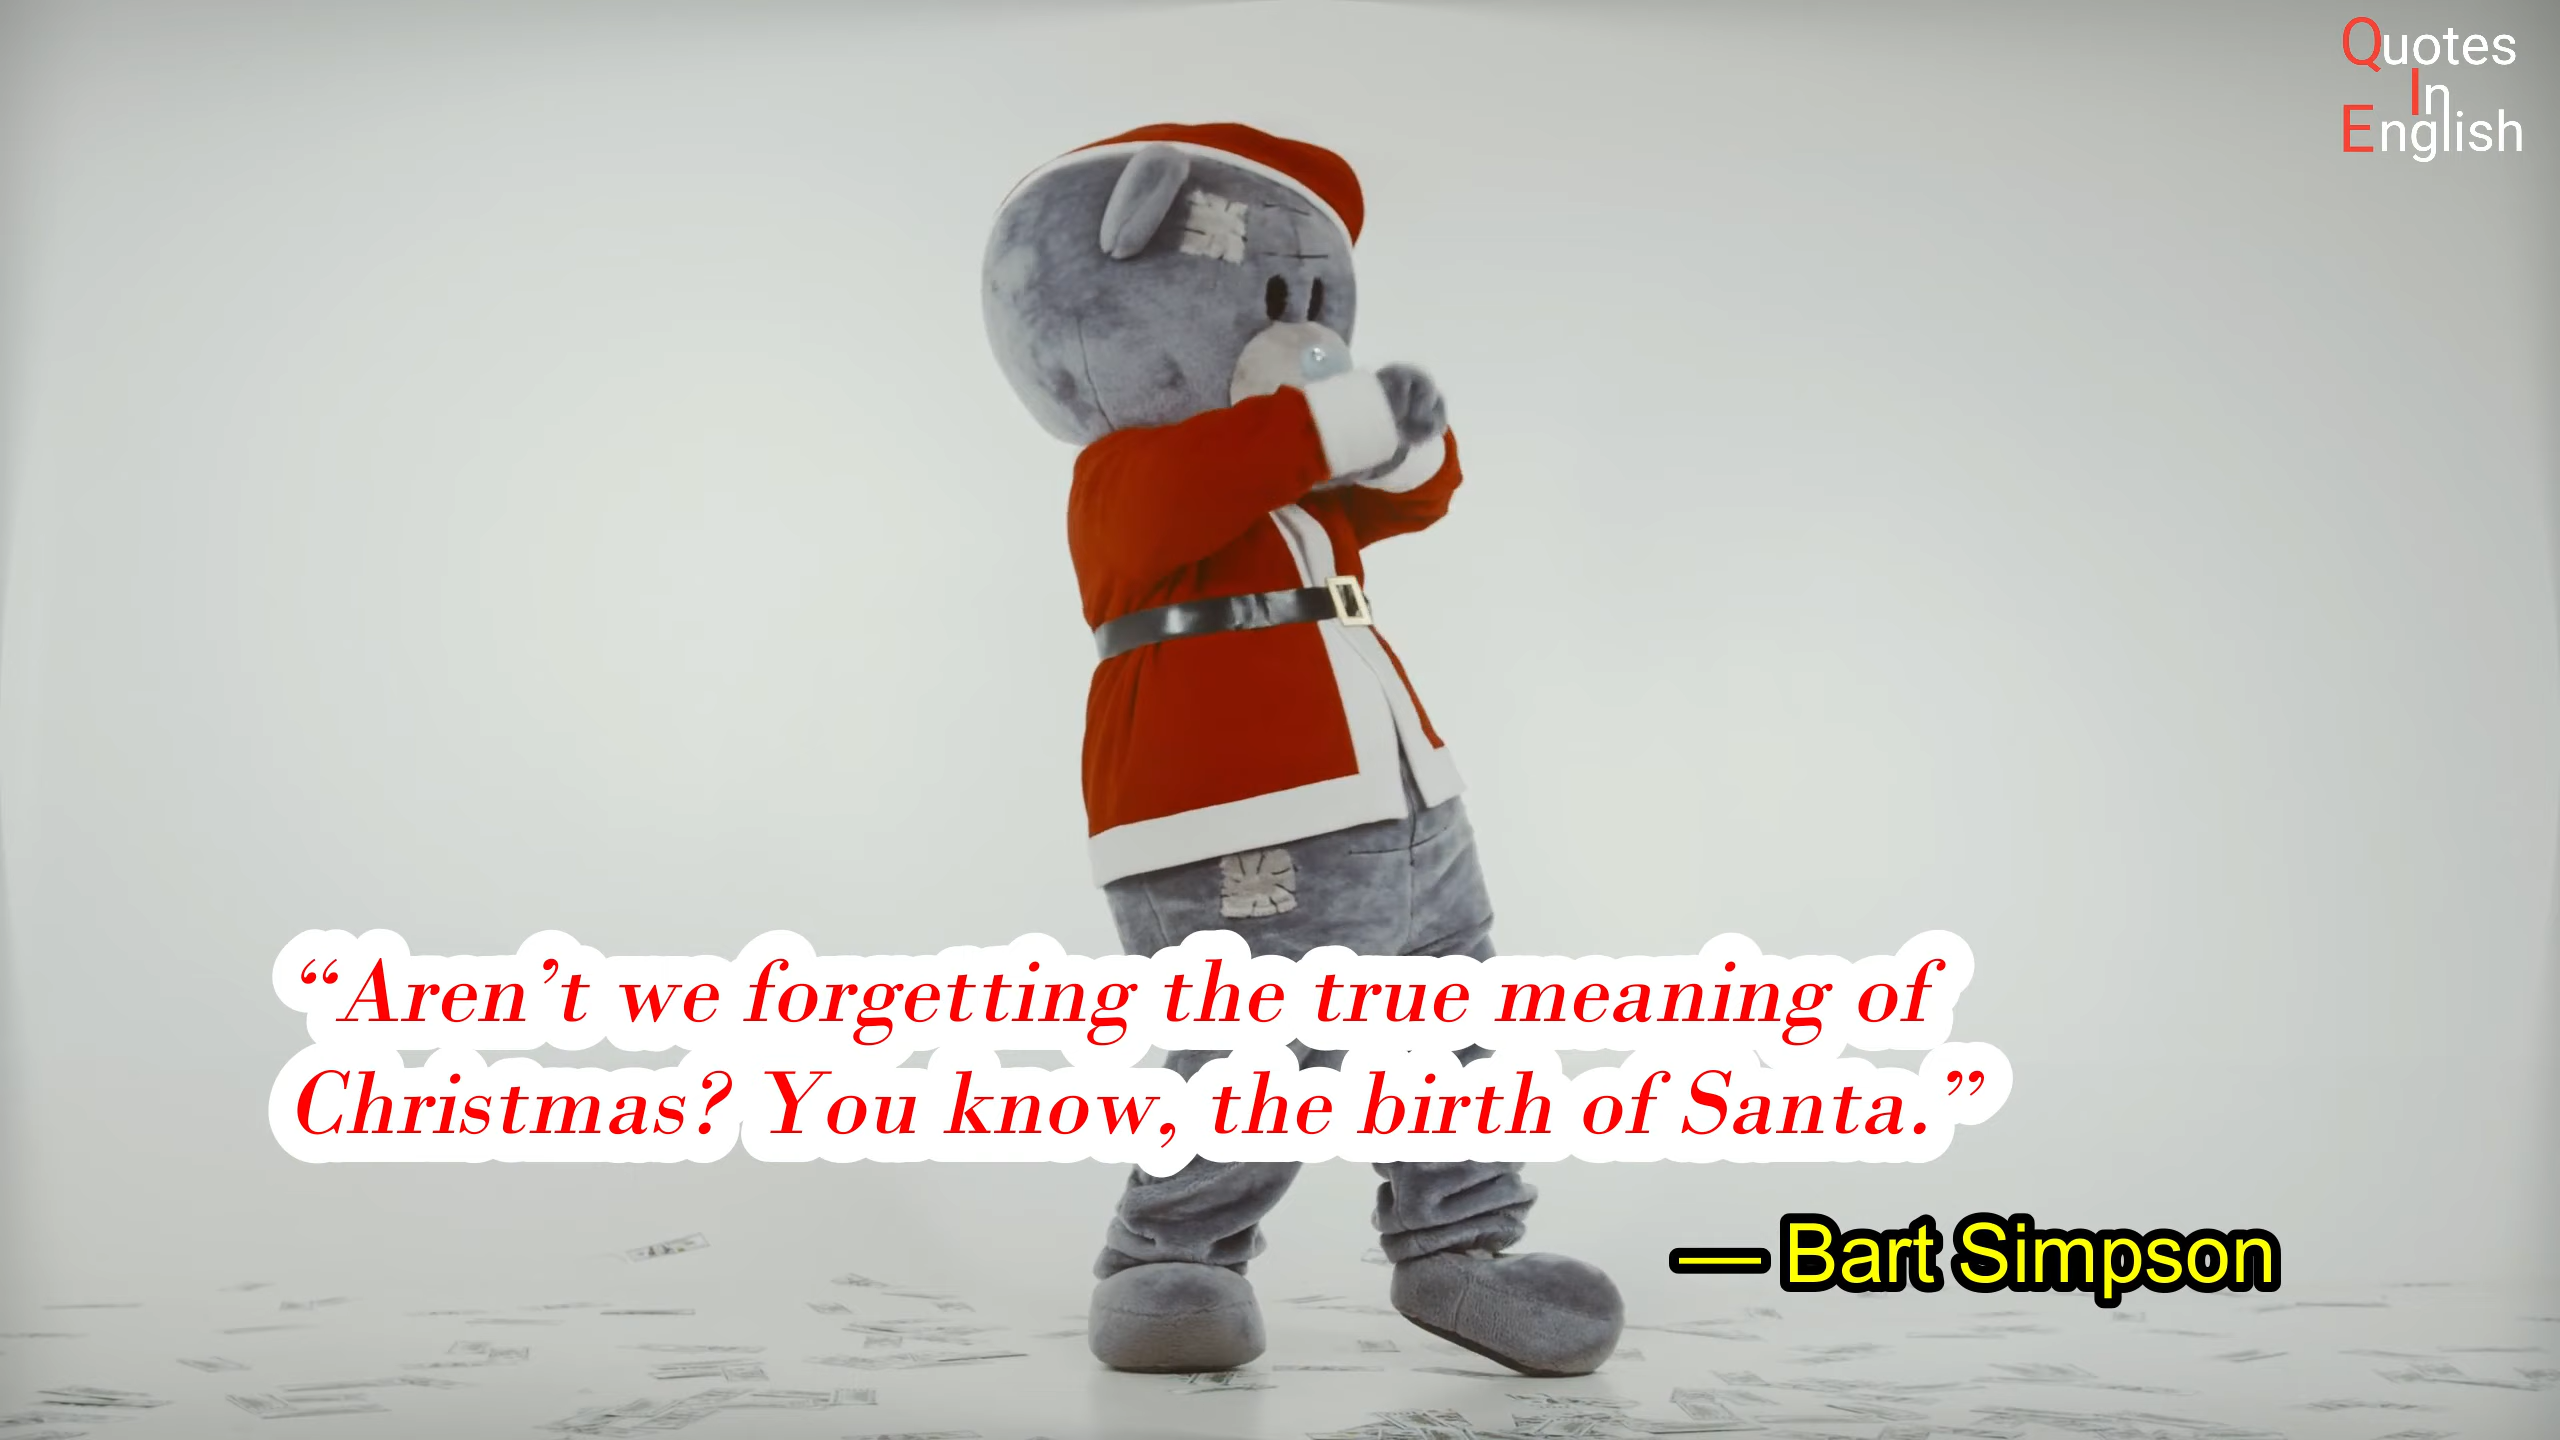 Quotes
In
English
“Aren’t we forgetting the true meaning of
Christmas? You know, the birth of Santa.”
— Bart Simpson